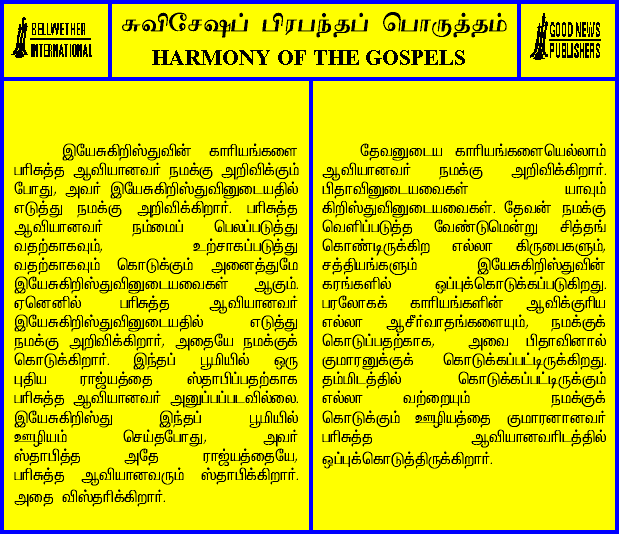 BELLWETHER
INTERNATIONAL
சுவிசேஷப் பிரபந்தப் பொருத்தம்
HARMONY OF THE GOSPELS
GOOD NEWS
PUBLISHERS
இயேசுகிறிஸ்துவின் காரியங்களை
பரிசுத்த ஆவியானவர் நமக்கு அறிவிக்கும்
போது, அவர் இயேசுகிறிஸ்துவினுடையதில்
எடுத்து நமக்கு அறிவிக்கிறார். பரிசுத்த
ஆவியானவர் நம்மைப் பெலப்படுத்து
வதற்காகவும், உற்சாகப்படுத்து
வதற்காகவும் கொடுக்கும் அனைத்துமே
இயேசுகிறிஸ்துவினுடையவைகள் ஆகும்.
ஏனெனில் பரிசுத்த ஆவியானவர்
இயேசுகிறிஸ்துவினுடையதில் எடுத்து
நமக்கு அறிவிக்கிறார், அதையே நமக்குக்
கொடுக்கிறார். இந்தப் பூமியில் ஒரு
புதிய ராஜ்யத்தை ஸ்தாபிப்பதற்காக
பரிசுத்த ஆவியானவர் அனுப்பப்படவில்லை.
இயேசுகிறிஸ்து இந்தப் பூமியில்
ஊழியம் செய்தபோது, அவர்
ஸ்தாபித்த அதே ராஜ்யத்தையே,
பரிசுத்த ஆவியானவரும் ஸ்தாபிக்கிறார்.
அதை விஸ்தரிக்கிறார்.
தேவனுடைய காரியங்களையெல்லாம்
ஆவியானவர் நமக்கு அறிவிக்கிறார்.
பிதாவினுடையவைகள் யாவும்
கிறிஸ்துவினுடையவைகள். தேவன் நமக்கு
வெளிப்படுத்த வேண்டுமென்று சித்தங்
கொண்டிருக்கிற எல்லா கிருபைகளும்,
சத்தியங்களும் இயேசுகிறிஸ்துவின்
கரங்களில் ஒப்புக்கொடுக்கப்படுகிறது.
பரலோகக் காரியங்களின் ஆவிக்குரிய
எல்லா ஆசீர்வாதங்களையும், நமக்குக்
கொடுப்பதற்காக, அவை பிதாவினால்
குமாரனுக்குக் கொடுக்கப்பட்டிருக்கிறது.
தம்மிடத்தில் கொடுக்கப்பட்டிருக்கும்
எல்லா வற்றையும் நமக்குக்
கொடுக்கும் ஊழியத்தை குமாரனானவர்
பரிசுத்த ஆவியானவரிடத்தில்
ஒப்புக்கொடுத்திருக்கிறார்.